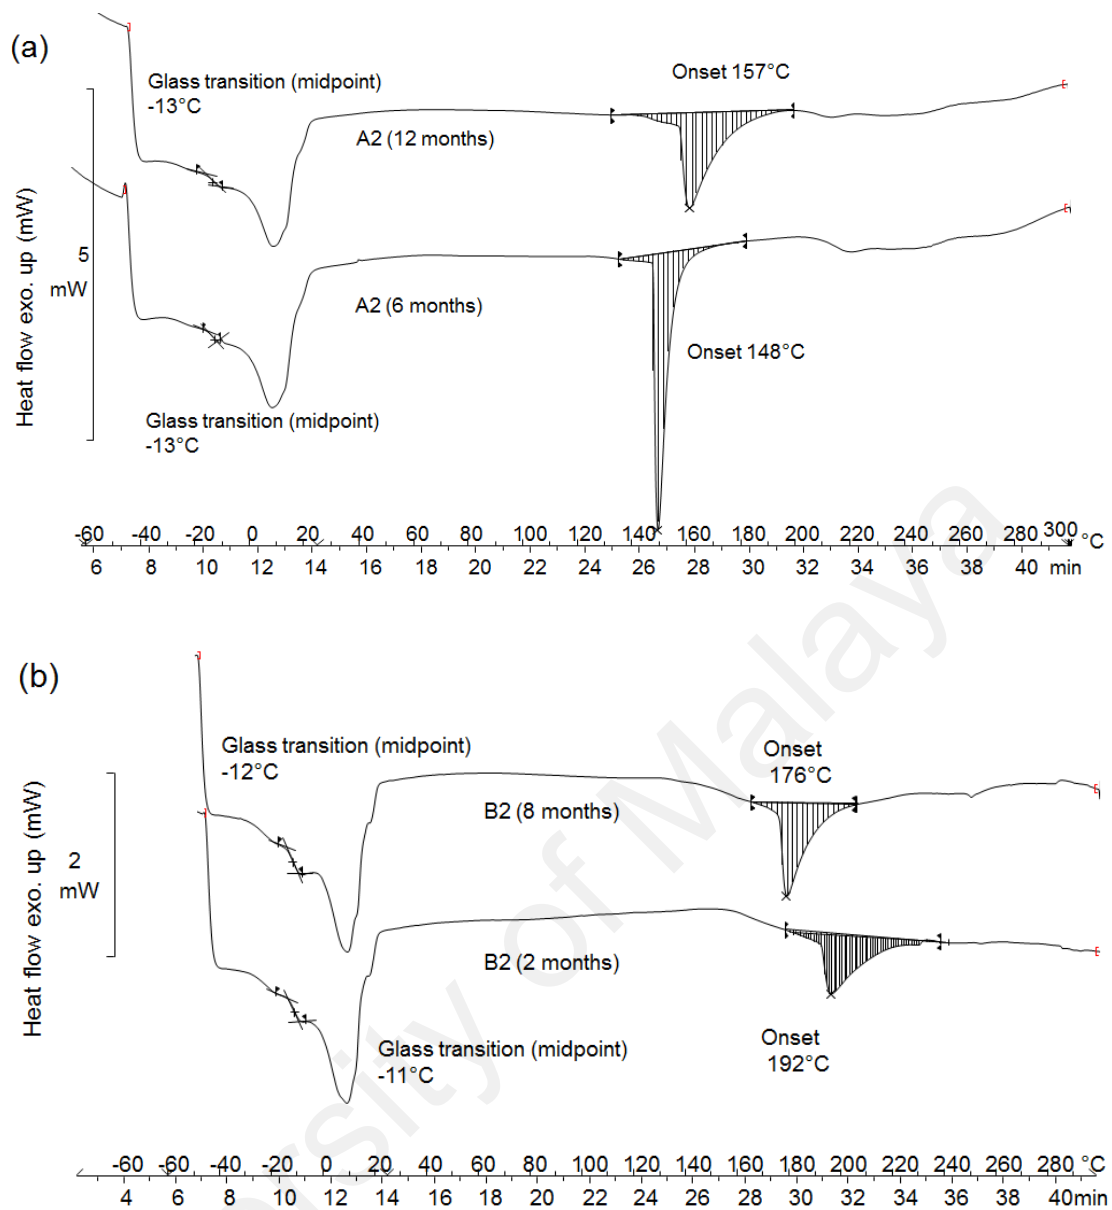 (a)
Glass transition (midpoint)
-13°C
Onset 157°C
A2 (12 months)
Heat flow exo. up (mW)
5
mW
A2 (6 months)
Onset 148°C
Glass transition (midpoint)
-13°C
-60 -40 -20 0 20 40 60 80 100 120 140 160 180 200 220 240 260 280 300 °C
6 8 10 12 14 16 18 20 22 24 26 28 30 32 34 36 38 40 min
(b)
Glass transition (midpoint)
-12°C
Onset
176°C
B2 (8 months)
Heat flow exo. up (mW)
2
mW
B2 (2 months)
Onset
192°C
Glass transition (midpoint)
-11°C
-60 -60 -40 -20 0 20 40 60 80 100 120 140 160 180 200 220 240 260 280 °C
4 6 8 10 12 14 16 18 20 22 24 26 28 30 32 34 36 38 40min
ersity of Malaya